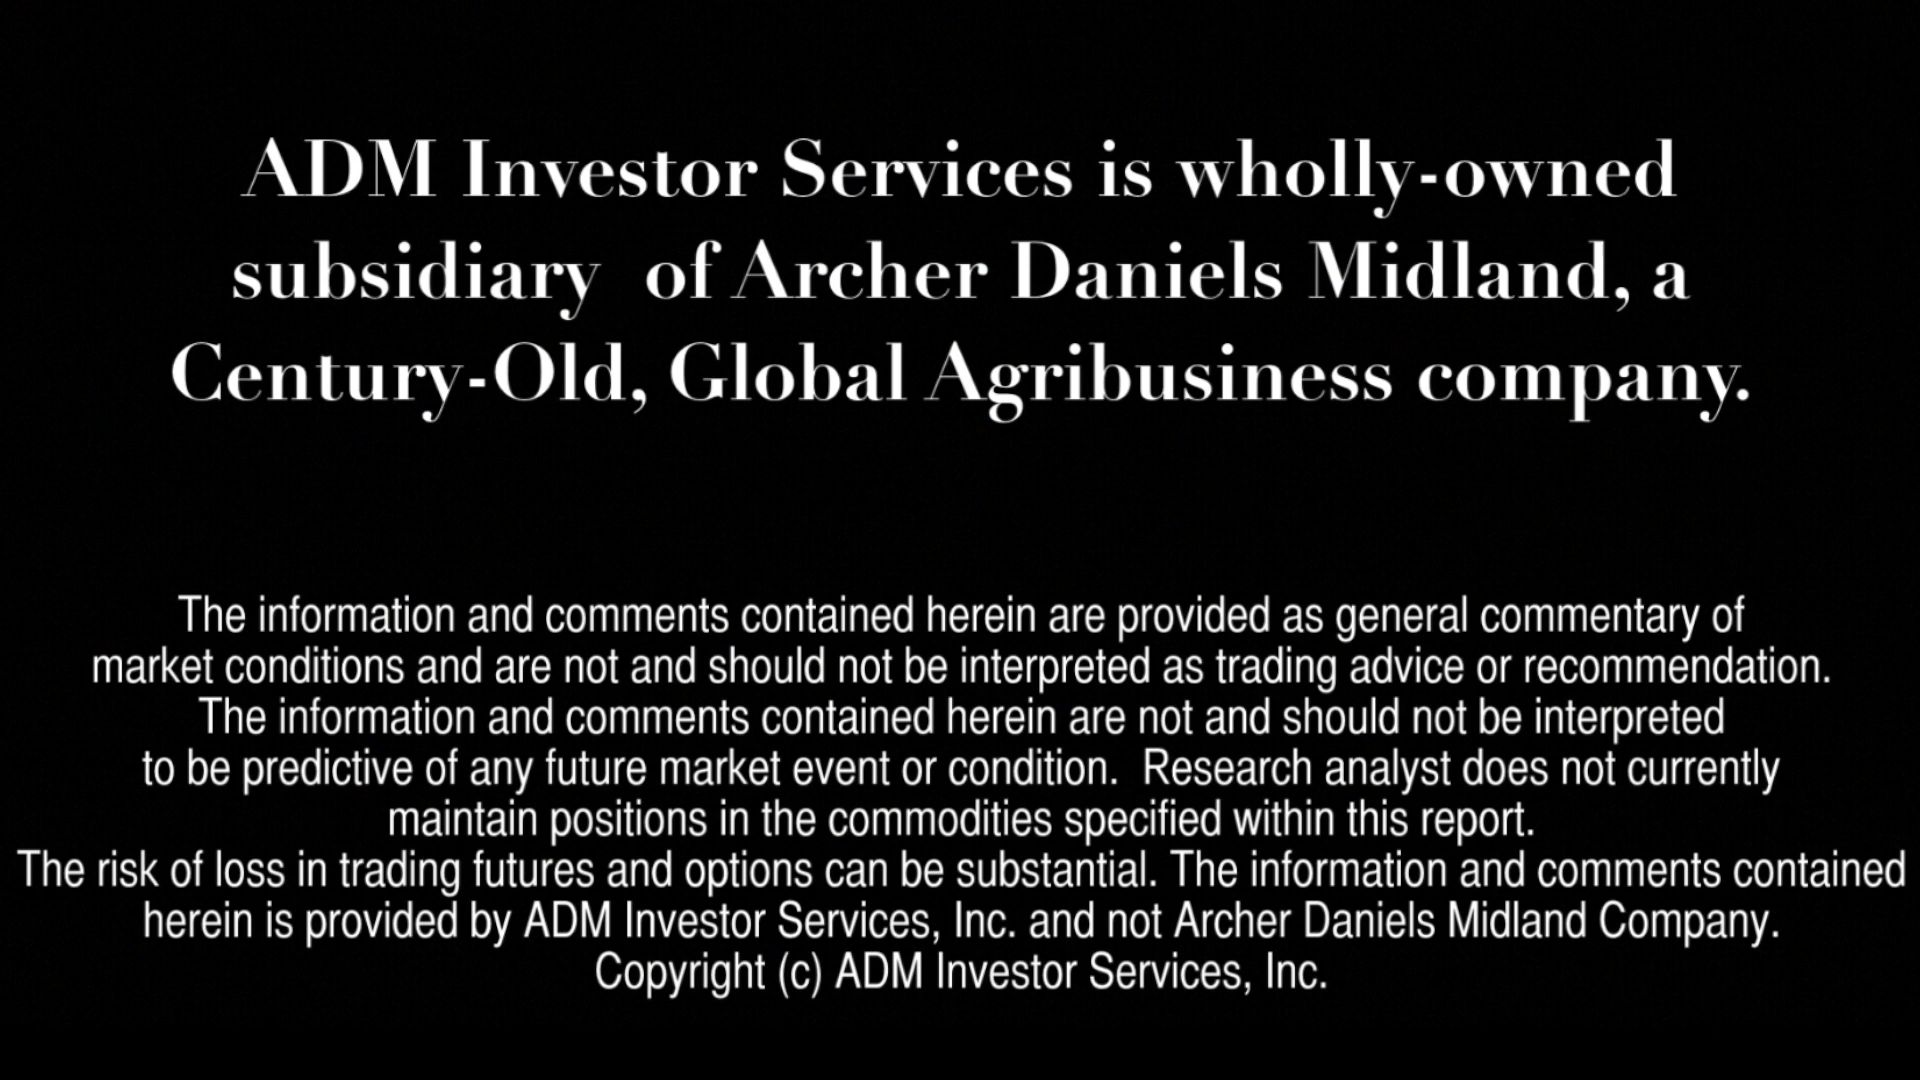 ADM Investor Services is wholly-owned
subsidiary of Archer Daniels Midland, a
Century-Old, Global Agribusiness company.
The information and comments contained herein are provided as general commentary of
market conditions and are not and should not be interpreted as trading advice or recommendation.
The information and comments contained herein are not and should not be interpreted
to be predictive of any future market event or condition. Research analyst does not currently
maintain positions in the commodities specified within this report.
The risk of loss in trading futures and options can be substantial. The information and comments contained
herein is provided by ADM Investor Services, Inc. and not Archer Daniels Midland Company.
Copyright (c) ADM Investor Services, Inc.